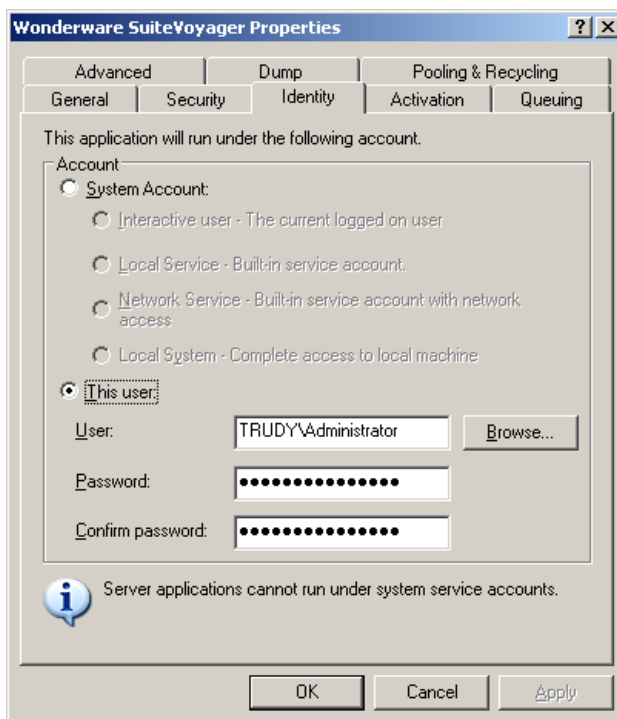 Wonderware SuiteVoyager Properties
Advanced Dump Pooling & Recycling
General Security Identity Activation Queuing
This application will run under the following account.
Account
System Account:
Interactive user - The current logged on user
Local Service - Built-in service account.
Network Service - Built-in service account with network
access
Local System - Complete access to local machine
This user:
User: TRUDY\Administrator Browse...
Password: ●●●●●●●●●●●●●●●
Confirm password: ●●●●●●●●●●●●●●●
Server applications cannot run under system service accounts.
OK Cancel Apply